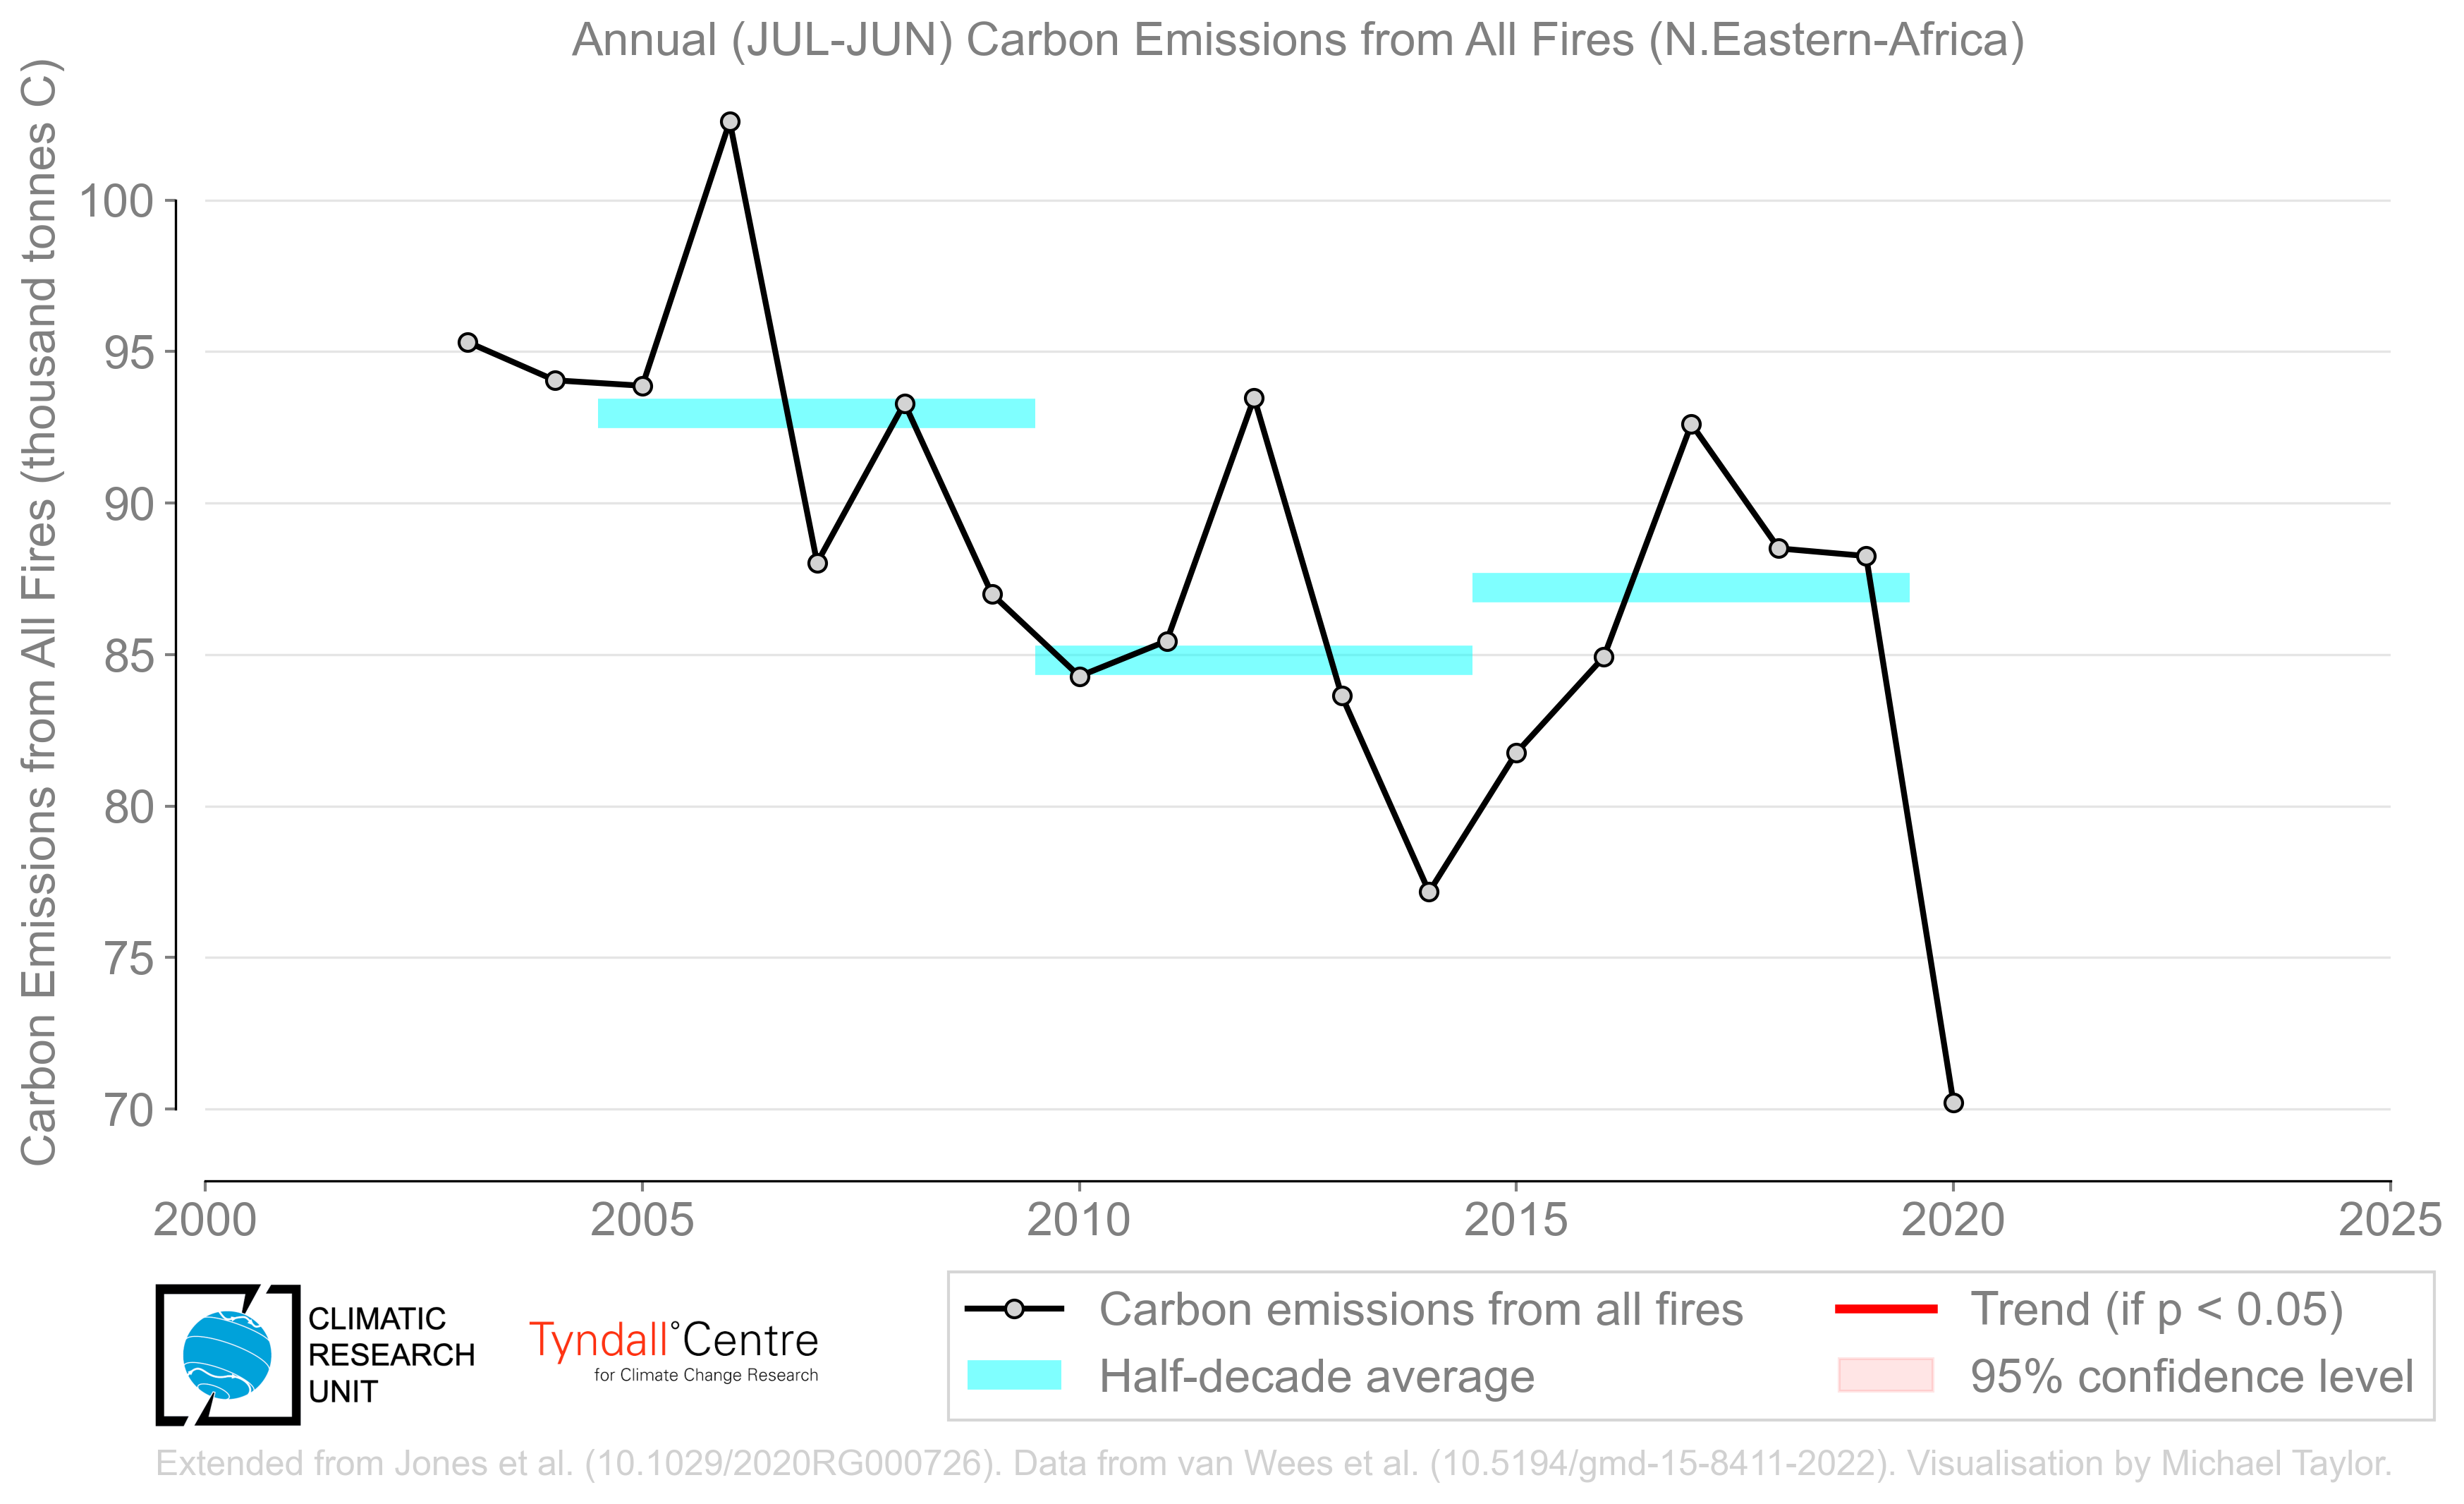 Annual (JUL-JUN) Carbon Emissions from All Fires (N.Eastern-Africa)
Carbon Emissions from All Fires (thousand tonnes C)
100
95
90
85
80
75
70
2000
2005
2010
2015
2020
2025
CLIMATIC
RESEARCH
UNIT
Tyndall°Centre
for Climate Change Research
Carbon emissions from all fires
Half-decade average
Trend (if p < 0.05)
95% confidence level
Extended from Jones et al. (10.1029/2020RG000726). Data from van Wees et al. (10.5194/gmd-15-8411-2022). Visualisation by Michael Taylor.